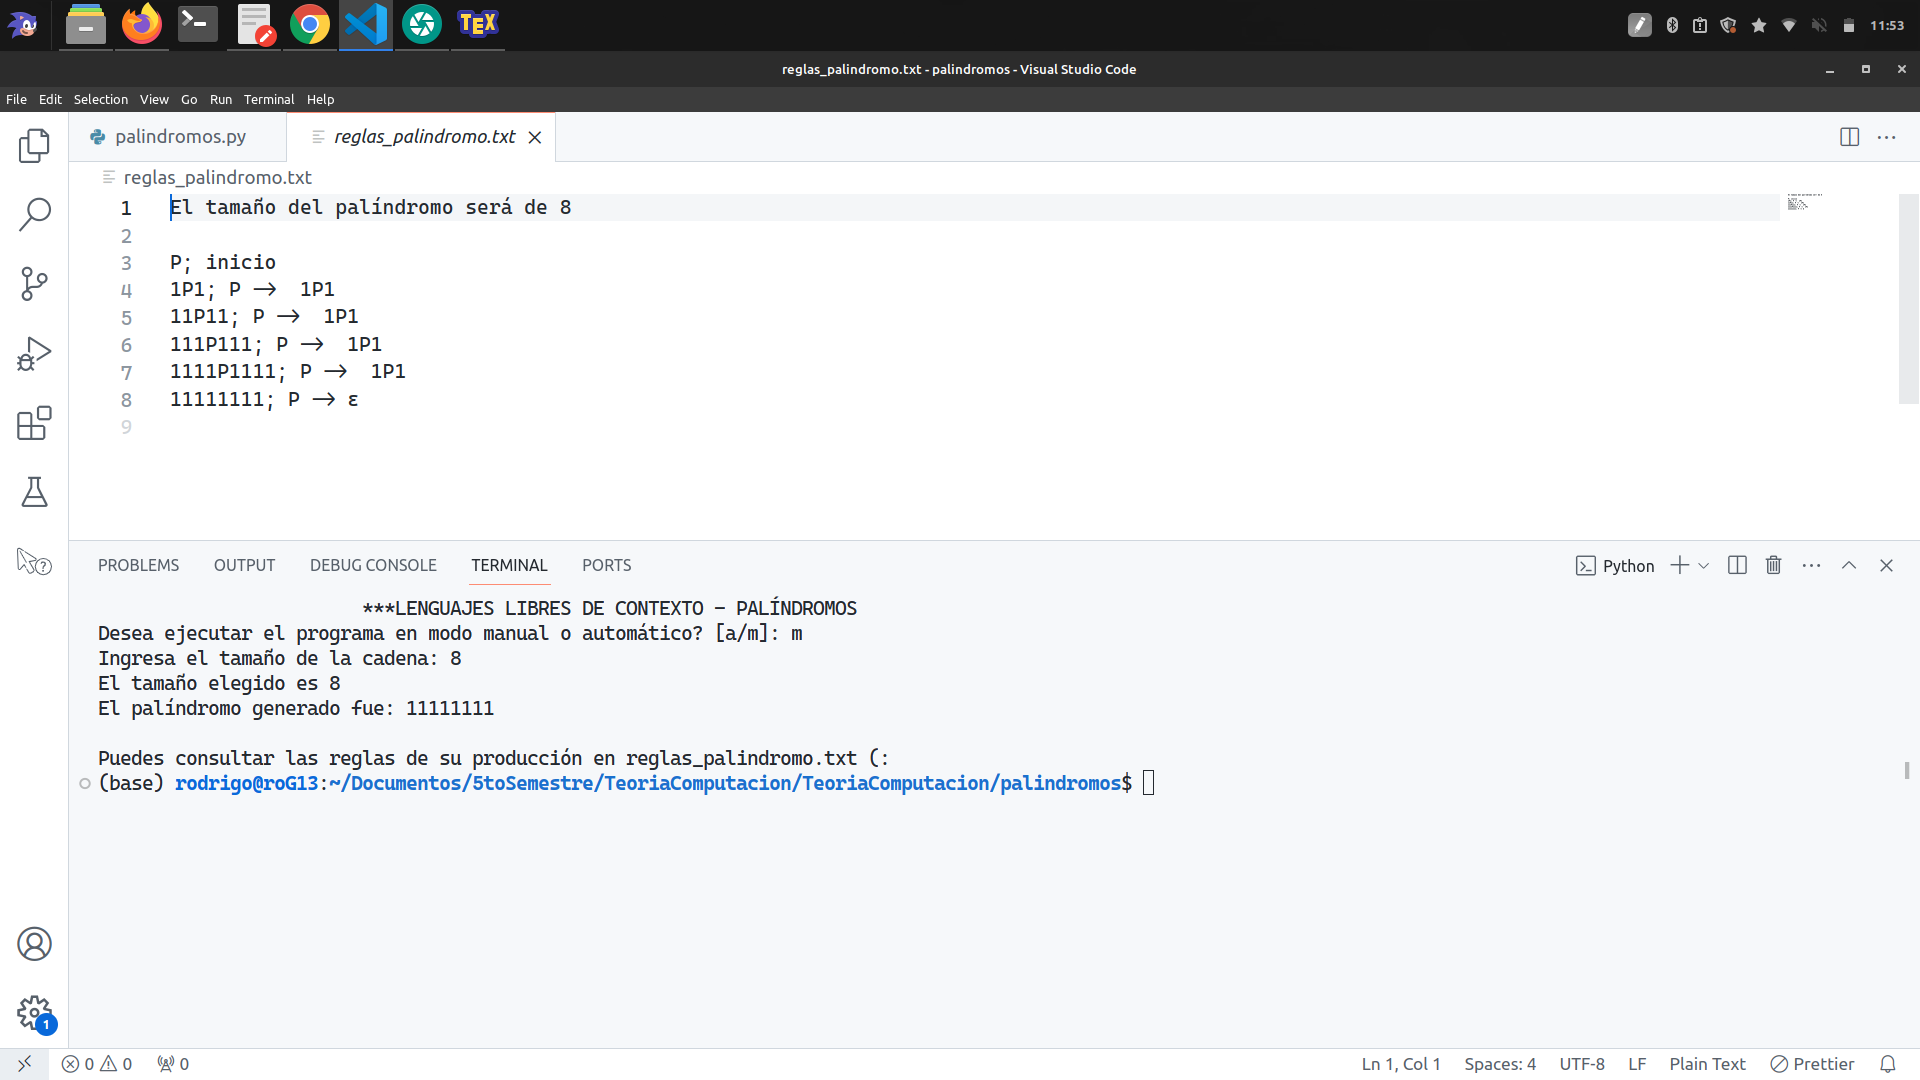 TEX
11:53
reglas_palindromo.txt - palindromos - Visual Studio Code
File Edit Selection View Go Run Terminal Help
palindromos.py reglas_palindromo.txt
reglas_palindromo.txt
1 El tamaño del palíndromo será de 8
2
3 P; inicio
4 1P1; P -> 1P1
5 11P11; P -> 1P1
6 111P111; P -> 1P1
7 1111P1111; P -> 1P1
8 11111111; P -> ε
9
PROBLEMS OUTPUT DEBUG CONSOLE TERMINAL PORTS Python
***LENGUAJES LIBRES DE CONTEXTO - PALÍNDROMOS
Desea ejecutar el programa en modo manual o automático? [a/m]: m
Ingresa el tamaño de la cadena: 8
El tamaño elegido es 8
El palíndromo generado fue: 11111111
Puedes consultar las reglas de su producción en reglas_palindromo.txt (:
(base) rodrigo@roG13:~/Documentos/5toSemestre/TeoriaComputacion/TeoriaComputacion/palindromos$
1
0 0 0 Ln 1, Col 1 Spaces: 4 UTF-8 LF Plain Text Prettier